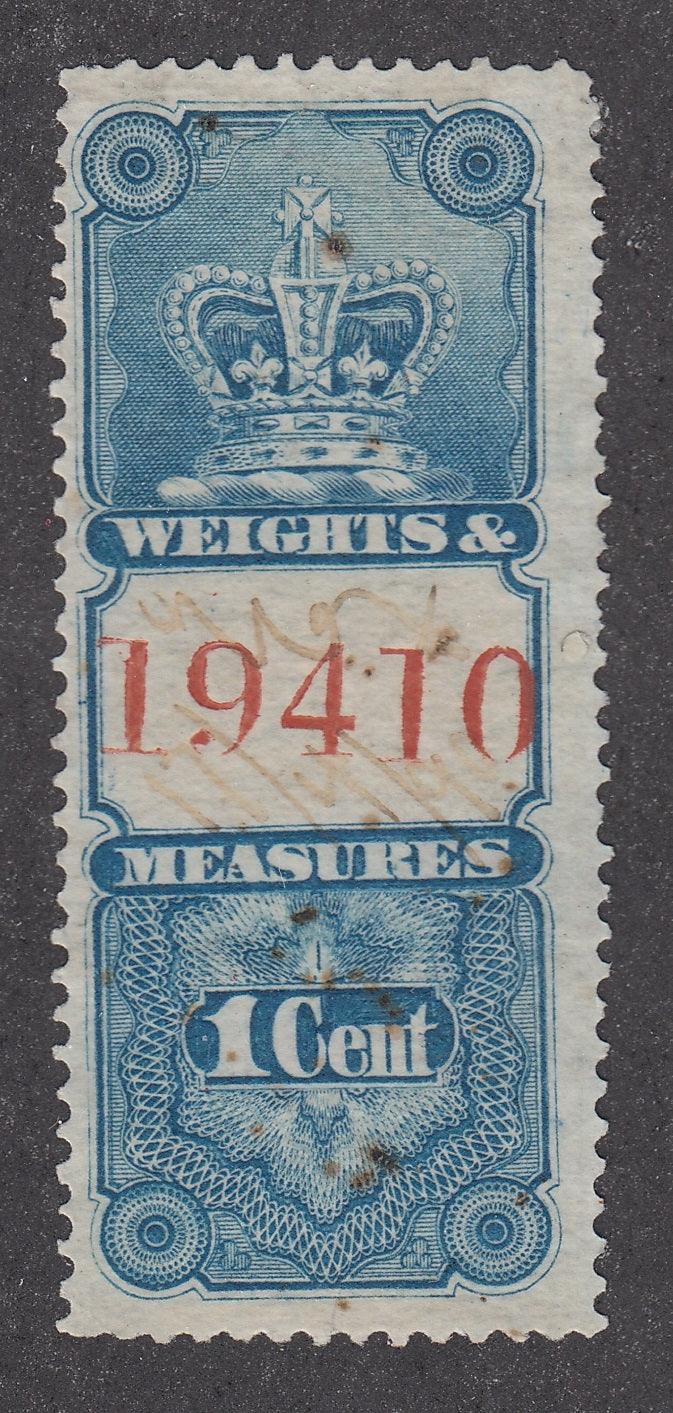 WEIGHTS &
19410
MEASURES
1 Cent